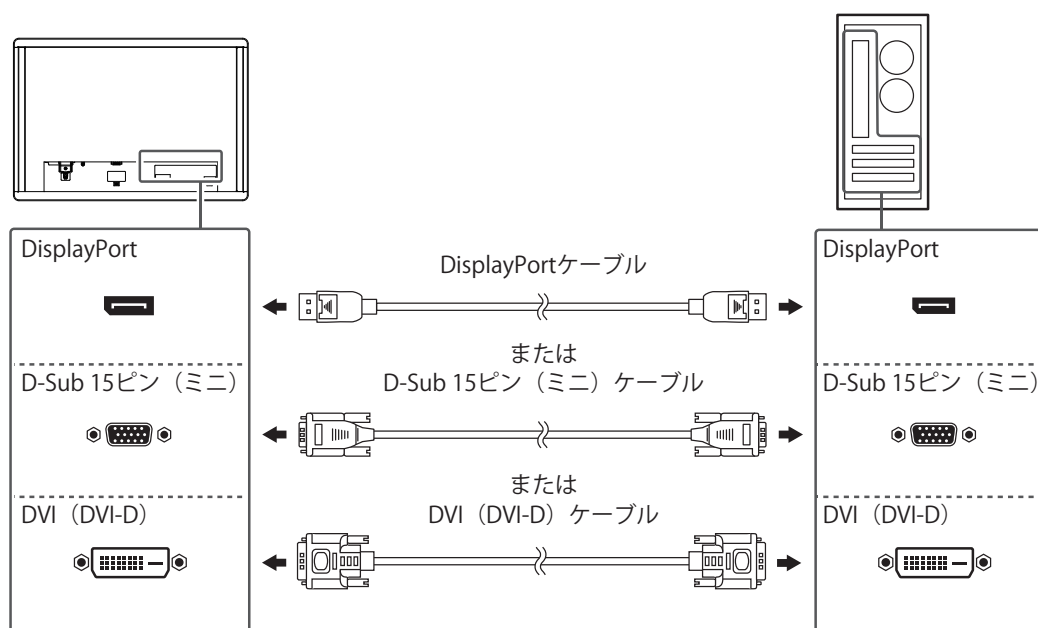 DisplayPort
DisplayPortケーブル
DisplayPort
または
D-Sub 15ピン（ミニ）
D-Sub 15ピン（ミニ）ケーブル
D-Sub 15ピン（ミニ）
または
DVI（DVI-D）
DVI（DVI-D）ケーブル
DVI（DVI-D）